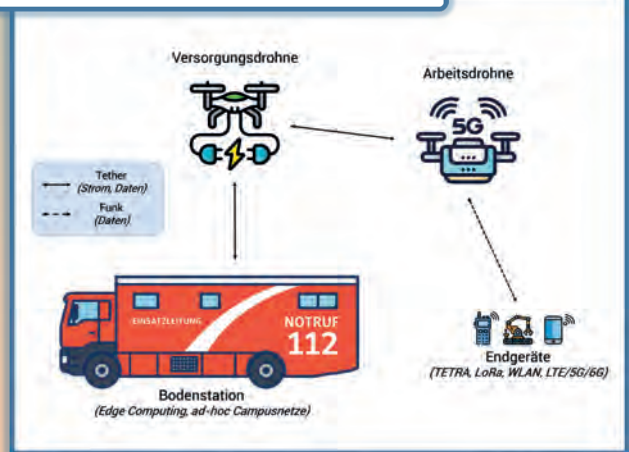 Versorgungsdrohne
Arbeitsdrohne
5G
Tether
(Strom, Daten)
Funk
(Daten)
EINSATZLEITUNG
NOTRUF
112
Endgeräte
(TETRA, LoRa, WLAN, LTE/5G/6G)
Bodenstation
(Edge Computing, ad-hoc Campusnetze)